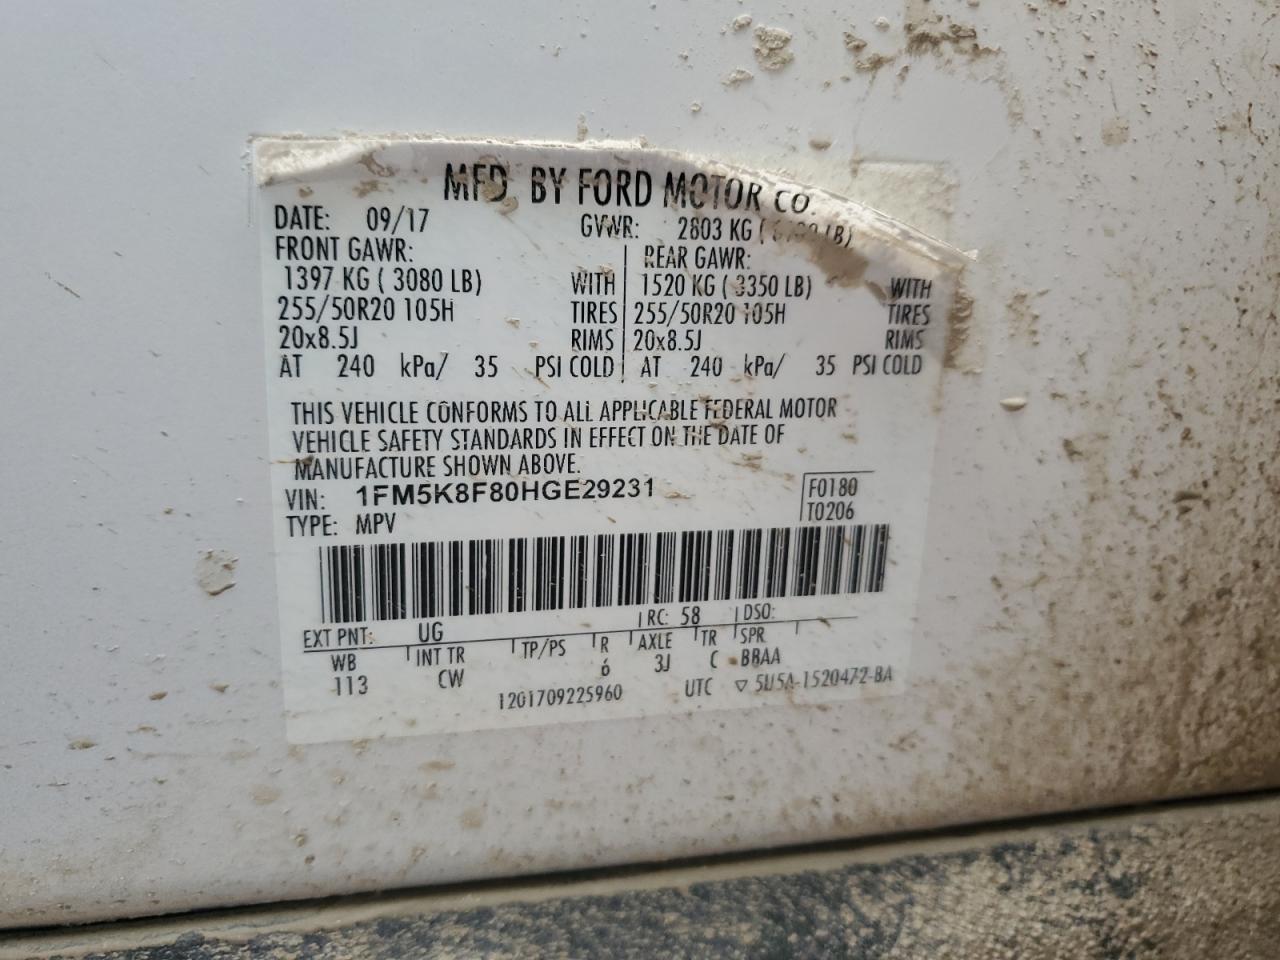 MFD. BY FORD MOTOR CO.
DATE: 09/17 GVWR: 2803 KG (
FRONT GAWR: REAR GAWR:
1397 KG ( 3080 LB) WITH 1520 KG ( 3350 LB) WITH
255/50R20 105H TIRES 255/50R20 105H TIRES
20x8.5J RIMS 20x8.5J RIMS
AT 240 kPa/ 35 PSI COLD AT 240 kPa/ 35 PSI COLD
THIS VEHICLE CONFORMS TO ALL APPLICABLE FEDERAL MOTOR
VEHICLE SAFETY STANDARDS IN EFFECT ON THE DATE OF
MANUFACTURE SHOWN ABOVE.
VIN: 1FM5K8F80HGE29231 F0180
TYPE: MPV T0206
EXT PNT: UG RC: 58 DSO:
WB INT TR TP/PS R AXLE TR SPR
113 CW 6 3J C BBAA
1201709225960 UTC ▽ 5U5A-1520472-BA